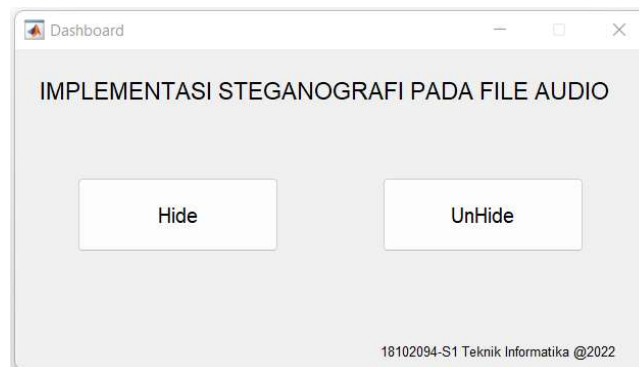 Dashboard
IMPLEMENTASI STEGANOGRAFI PADA FILE AUDIO
Hide UnHide
18102094-S1 Teknik Informatika @2022